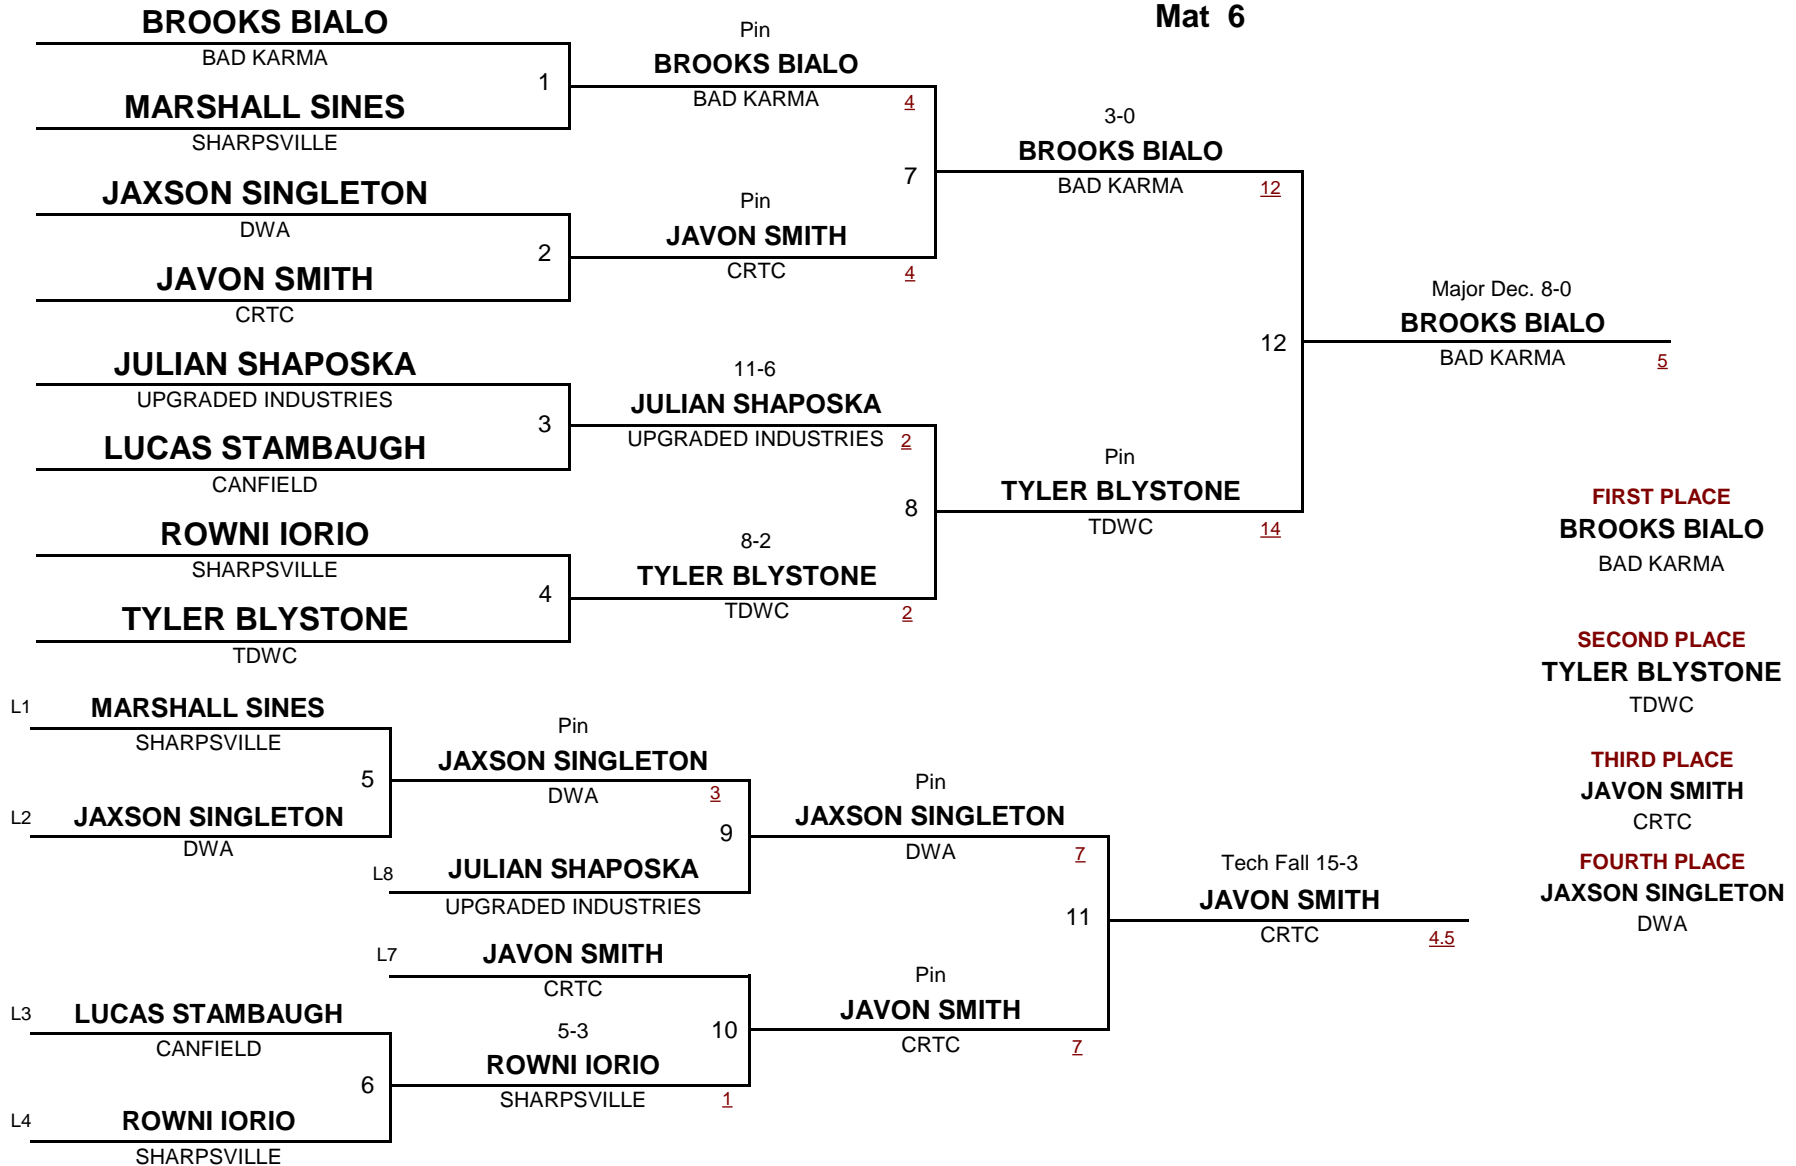 Mat 6
BROOKS BIALO
BAD KARMA
1
MARSHALL SINES
SHARPSVILLE
JAXSON SINGLETON
DWA
2
JAVON SMITH
CRTC
JULIAN SHAPOSKA
UPGRADED INDUSTRIES
3
LUCAS STAMBAUGH
CANFIELD
ROWNI IORIO
SHARPSVILLE
4
TYLER BLYSTONE
TDWC
Pin
BROOKS BIALO
BAD KARMA 4
7
Pin
JAVON SMITH
CRTC 4
11-6
JULIAN SHAPOSKA
UPGRADED INDUSTRIES 2
8
8-2
TYLER BLYSTONE
TDWC 2
3-0
BROOKS BIALO
BAD KARMA 12
12
Pin
TYLER BLYSTONE
TDWC 14
Major Dec. 8-0
BROOKS BIALO
BAD KARMA 5
L1 MARSHALL SINES
SHARPSVILLE
5
L2 JAXSON SINGLETON
DWA
L3 LUCAS STAMBAUGH
CANFIELD
6
L4 ROWNI IORIO
SHARPSVILLE
Pin
JAXSON SINGLETON
DWA 3
9
L8 JULIAN SHAPOSKA
UPGRADED INDUSTRIES
L7 JAVON SMITH
CRTC
10
5-3
ROWNI IORIO
SHARPSVILLE 1
Pin
JAXSON SINGLETON
DWA 7
11
Pin
JAVON SMITH
CRTC 7
Tech Fall 15-3
JAVON SMITH
CRTC 4.5
FIRST PLACE
BROOKS BIALO
BAD KARMA
SECOND PLACE
TYLER BLYSTONE
TDWC
THIRD PLACE
JAVON SMITH
CRTC
FOURTH PLACE
JAXSON SINGLETON
DWA